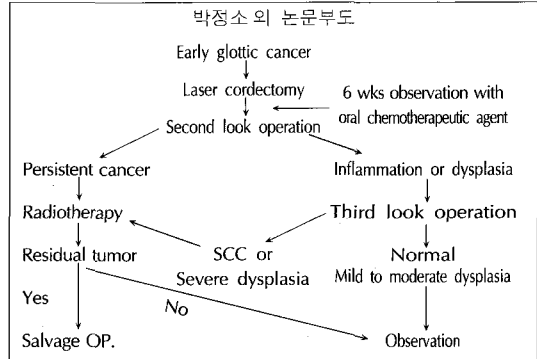 박정소 외 논문부도
Early glottic cancer
Laser cordectomy
6 wks observation with
oral chemotherapeutic agent
Second look operation
Persistent cancer
Inflammation or dysplasia
Radiotherapy
Third look operation
Residual tumor
SCC or
Severe dysplasia
Normal
Mild to moderate dysplasia
Yes
No
Salvage OP.
Observation